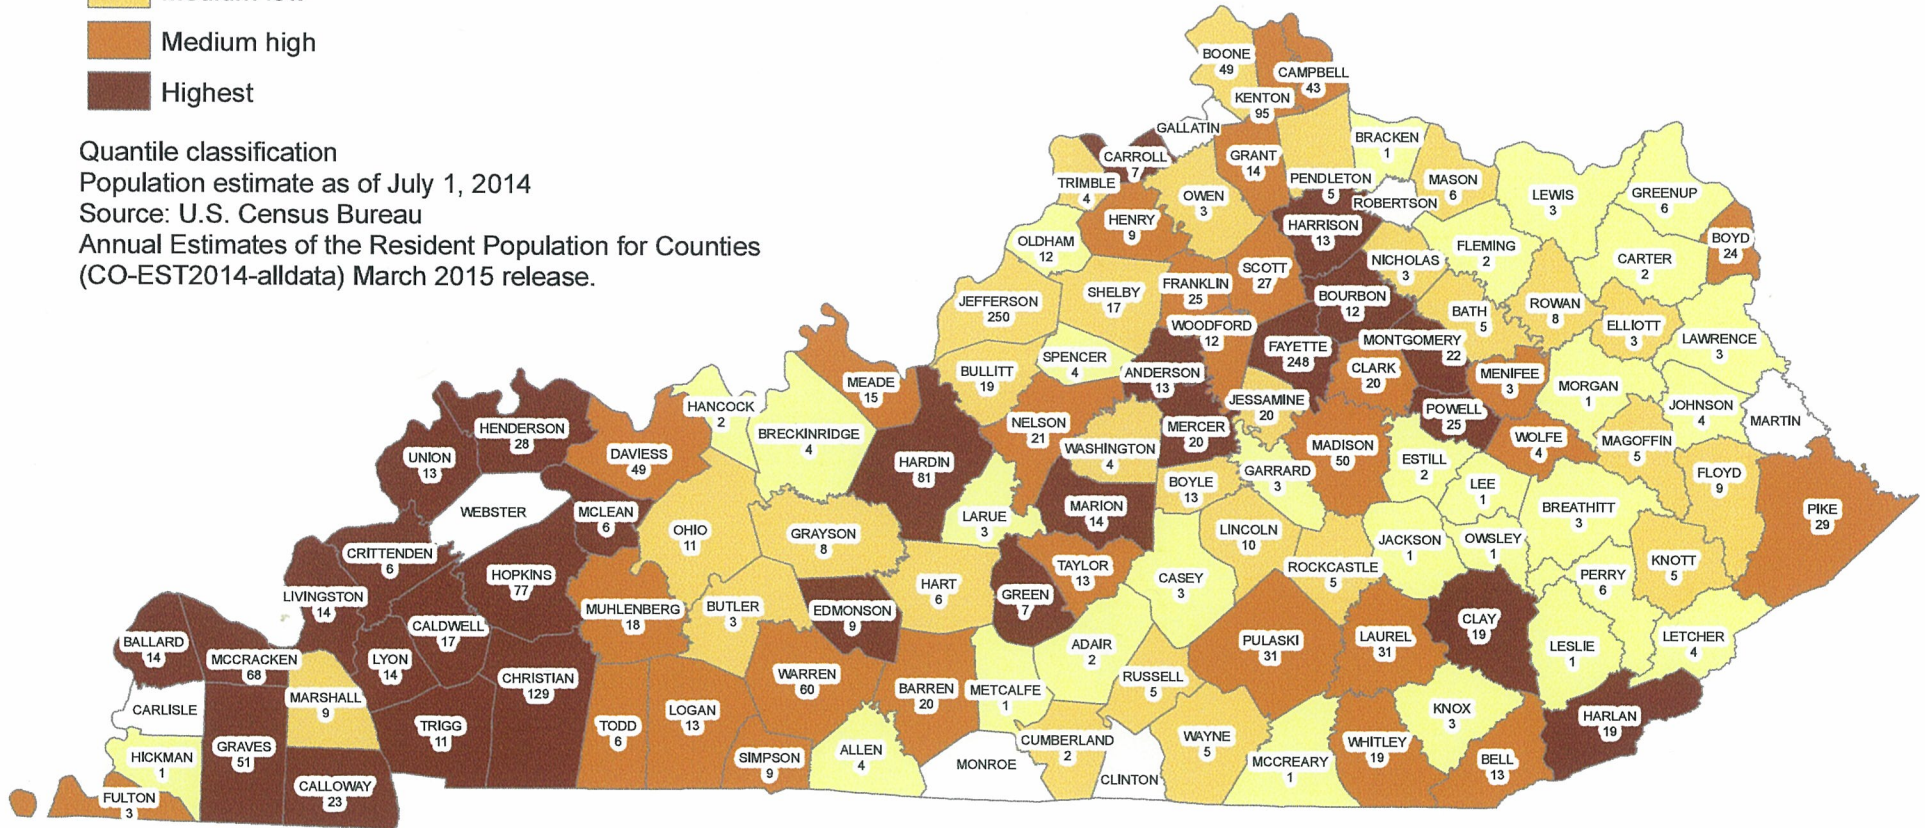 Medium high
Highest
Quantile classification
Population estimate as of July 1, 2014
Source: U.S. Census Bureau
Annual Estimates of the Resident Population for Counties
(CO-EST2014-alldata) March 2015 release.
BOONE
49
CAMPBELL
43
KENTON
95
GALLATIN
CARROLL
7
GRANT
14
BRACKEN
1
TRIMBLE
4
OWEN
3
PENDLETON
5
ROBERTSON
MASON
6
LEWIS
3
GREENUP
6
HENRY
9
HARRISON
13
OLDHAM
12
NICHOLAS
3
FLEMING
2
CARTER
2
BOYD
24
JEFFERSON
250
SHELBY
17
FRANKLIN
25
SCOTT
27
BOURBON
12
BATH
5
ROWAN
8
ELLIOTT
3
LAWRENCE
3
WOODFORD
12
FAYETTE
248
MONTGOMERY
22
SPENCER
4
BULLITT
19
ANDERSON
13
CLARK
20
MENIFEE
3
MORGAN
1
MEADE
15
JESSAMINE
20
POWELL
25
JOHNSON
4
MARTIN
HANCOCK
2
BRECKINRIDGE
4
NELSON
21
WASHINGTON
4
MERCER
20
MADISON
50
WOLFE
4
MAGOFFIN
5
HENDERSON
28
UNION
13
DAVIESS
49
HARDIN
81
ESTILL
2
FLOYD
9
GARRARD
3
BOYLE
13
LEE
1
WEBSTER
MCLEAN
6
LARUE
3
MARION
14
BREATHITT
3
PIKE
29
OHIO
11
GRAYSON
8
LINCOLN
10
JACKSON
1
OWSLEY
1
CRITTENDEN
6
HOPKINS
77
TAYLOR
13
CASEY
3
ROCKCASTLE
5
PERRY
6
KNOTT
5
LIVINGSTON
14
HART
6
GREEN
7
MUHLENBERG
18
BUTLER
3
EDMONSON
9
CALDWELL
17
CLAY
19
BALLARD
14
MCCRACKEN
68
LYON
14
ADAIR
2
PULASKI
31
LAUREL
31
LESLIE
1
LETCHER
4
CHRISTIAN
129
WARREN
60
RUSSELL
5
MARSHALL
9
BARREN
20
METCALFE
1
CARLISLE
TRIGG
11
TODD
6
LOGAN
13
KNOX
3
HARLAN
19
GRAVES
51
HICKMAN
1
SIMPSON
9
ALLEN
4
MONROE
CUMBERLAND
2
WAYNE
5
WHITLEY
19
CLINTON
MCCREARY
1
BELL
13
CALLOWAY
23
FULTON
3